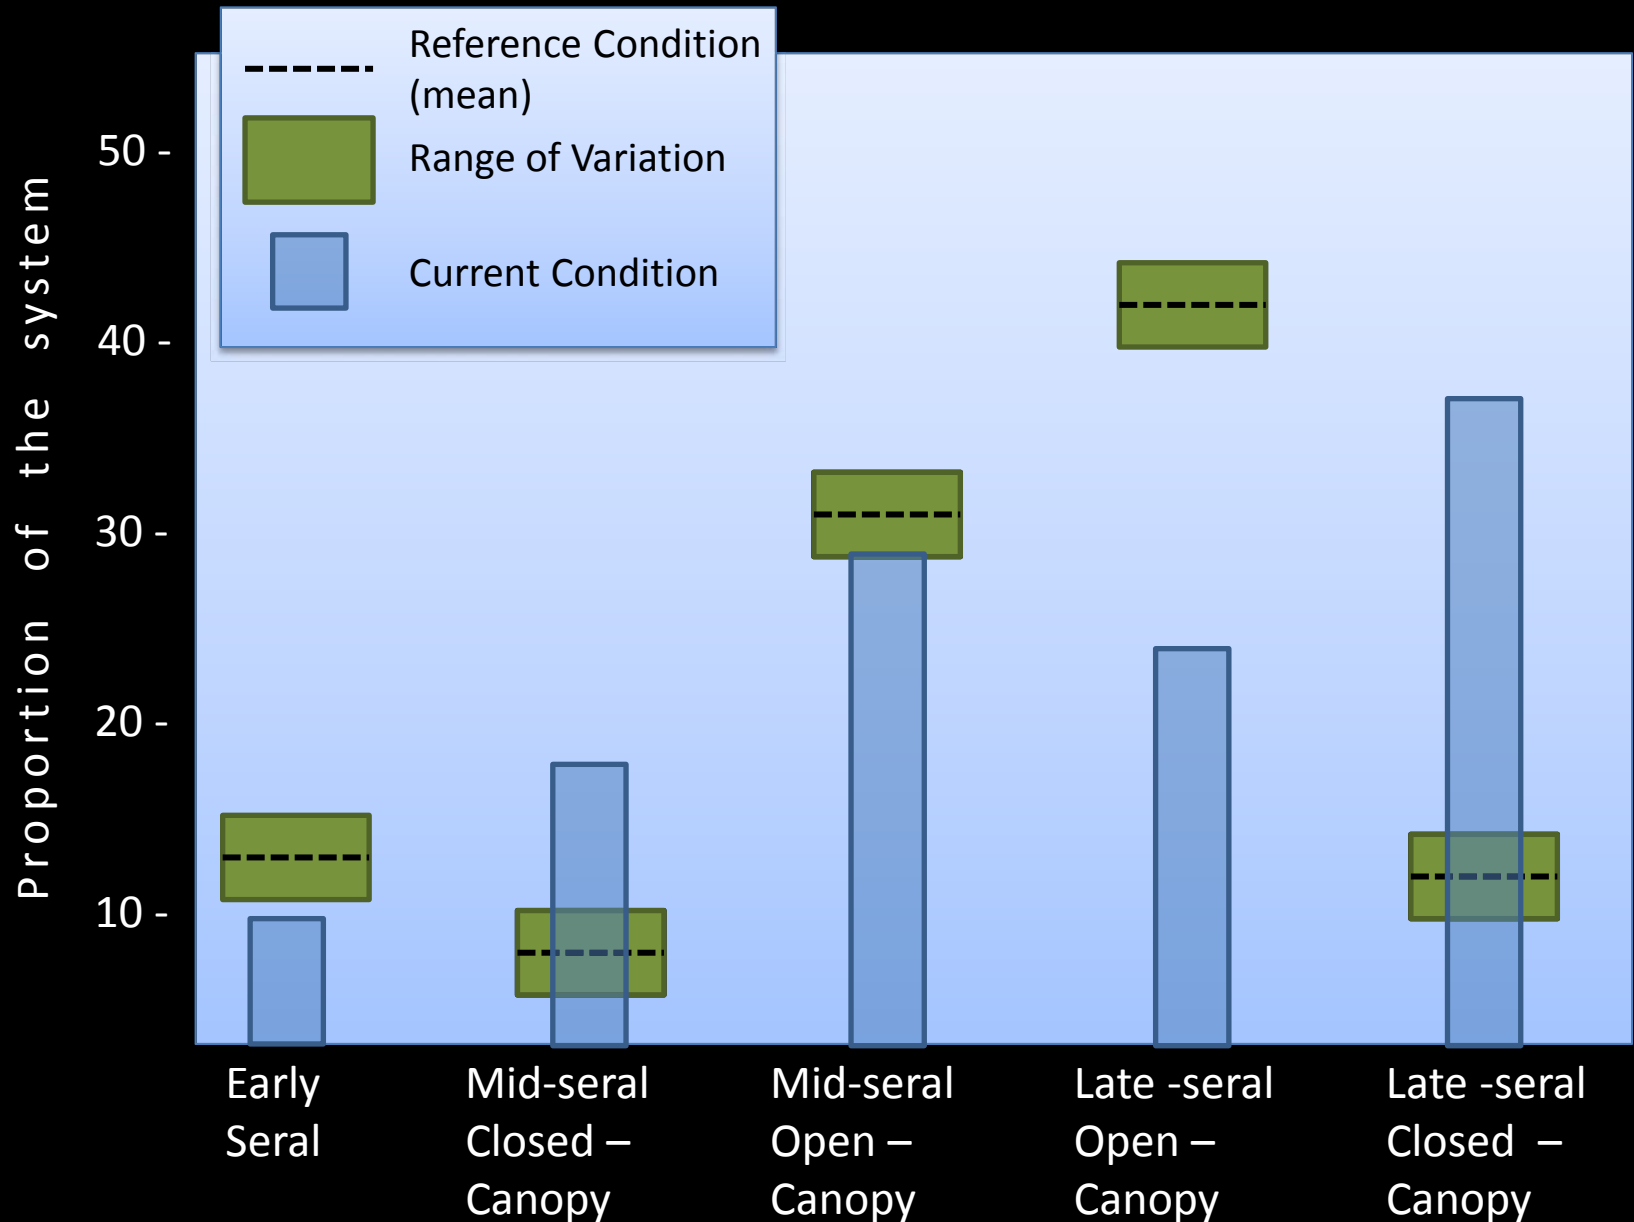 Reference Condition
(mean)
Range of Variation
Current Condition
Proportion of the system
50 -
40 -
30 -
20 -
10 -
Early
Seral
Mid-seral
Closed –
Canopy
Mid-seral
Open –
Canopy
Late -seral
Open –
Canopy
Late -seral
Closed –
Canopy